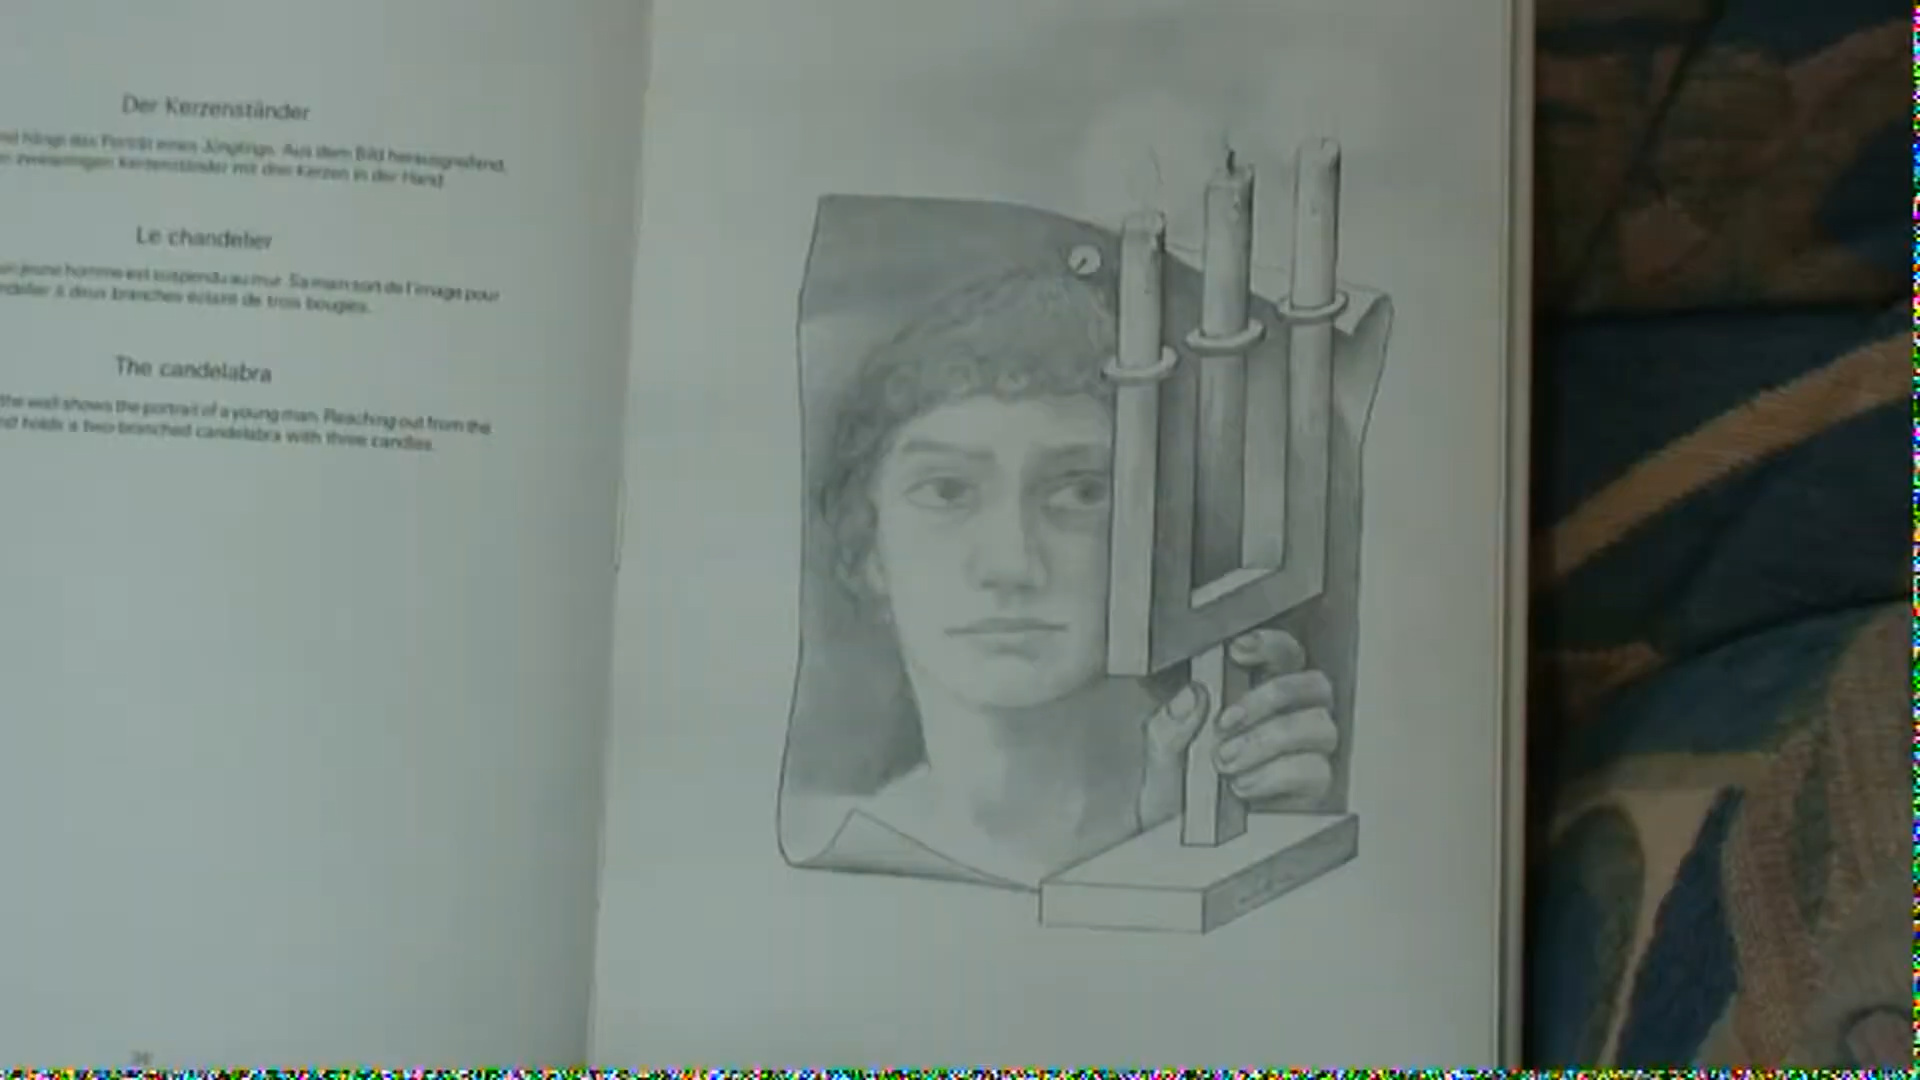 Der Kerzenständer
hängt das Porträt eines Jünglings. Aus dem Bild herausgreifend,
zweiarmigen Kerzenständer mit drei Kerzen in der Hand
Le chandelier
un jeune homme est suspendu au mur. Sa main sort de l'image pour
à deux branches éclairé de trois bougies.
The candelabra
the wall shows the portrait of a young man. Reaching out from the
holds a two-branched candelabra with three candles.